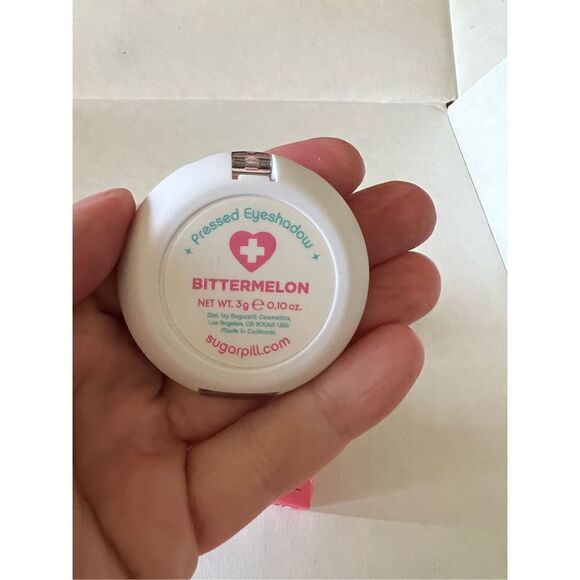 Pressed Eyeshadow
BITTERMELON
NET WT. 3g ℮ 0.10 oz.
Dist. by Sugarpill Cosmetics,
Los Angeles, CA 90065 USA
Made in California.
sugarpill.com